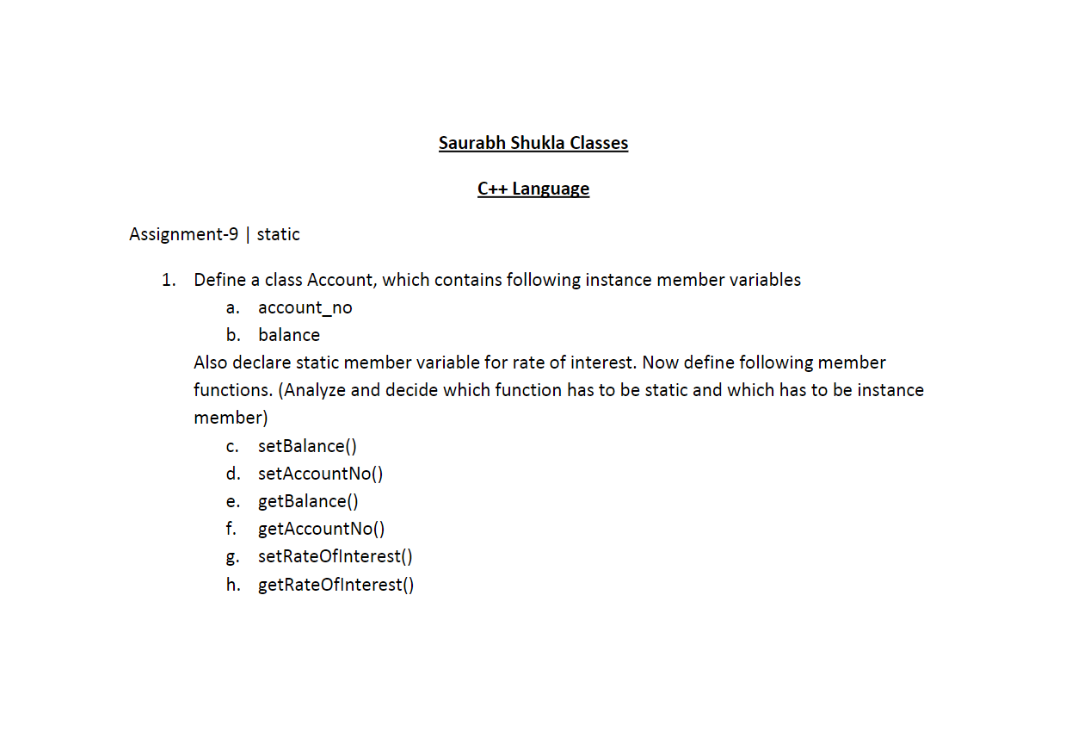 Saurabh Shukla Classes
C++ Language
Assignment-9 | static
1. Define a class Account, which contains following instance member variables
a. account_no
b. balance
Also declare static member variable for rate of interest. Now define following member
functions. (Analyze and decide which function has to be static and which has to be instance
member)
c. setBalance()
d. setAccountNo()
e. getBalance()
f. getAccountNo()
g. setRateOfInterest()
h. getRateOfInterest()